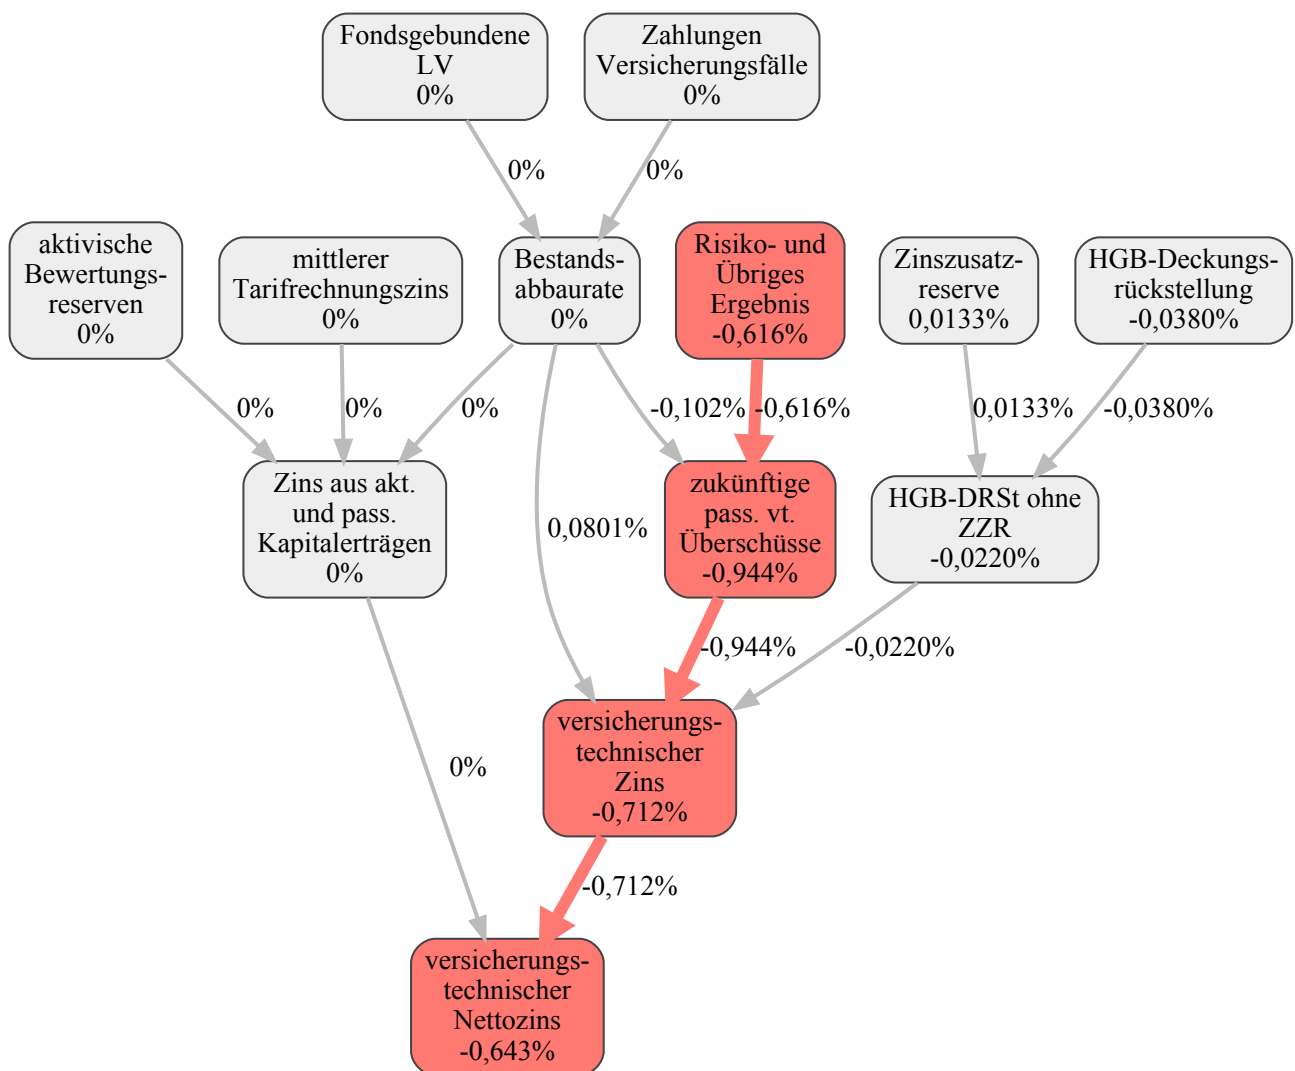 Fondsgebundene
LV
0%
Zahlungen
Versicherungsfälle
0%
0%
0%
aktivische
Bewertungs-
reserven
0%
mittlerer
Tarifrechnungszins
0%
Bestands-
abbaurate
0%
Risiko- und
Übriges
Ergebnis
-0,616%
Zinszusatz-
reserve
0,0133%
HGB-Deckungs-
rückstellung
-0,0380%
0%
0%
0%
-0,102%
-0,616%
0,0133%
-0,0380%
Zins aus akt.
und pass.
Kapitalerträgen
0%
0,0801%
zukünftige
pass. vt.
Überschüsse
-0,944%
HGB-DRSt ohne
ZZR
-0,0220%
-0,944%
-0,0220%
0%
versicherungs-
technischer
Zins
-0,712%
-0,712%
versicherungs-
technischer
Nettozins
-0,643%